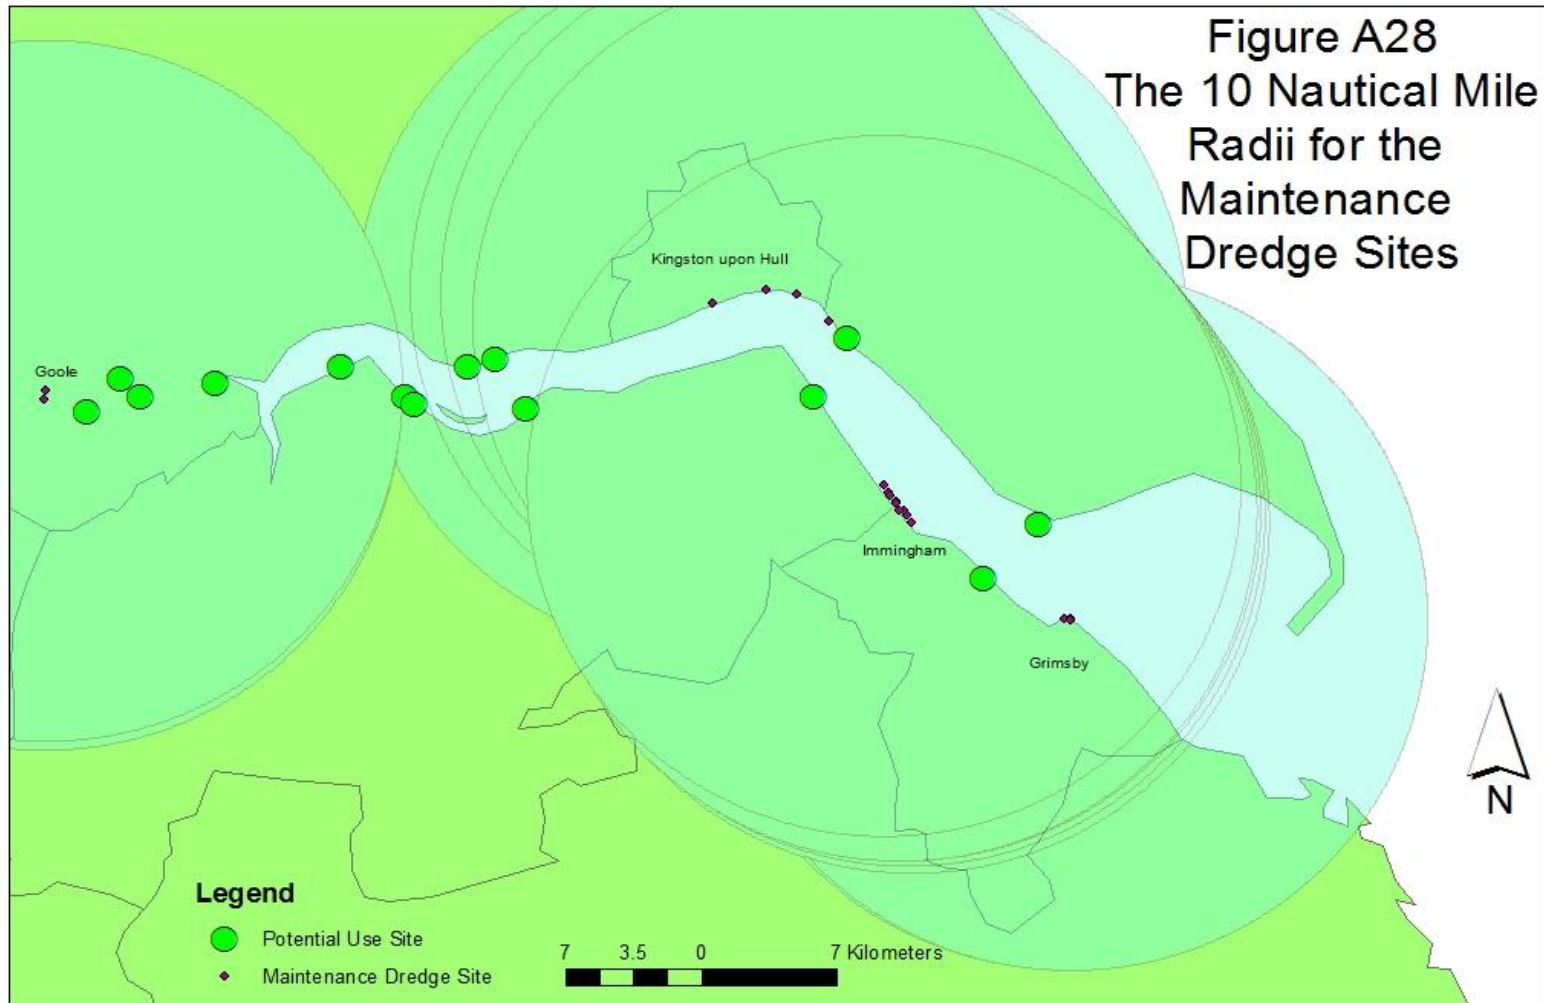 Figure A28
The 10 Nautical Mile
Radii for the
Maintenance
Dredge Sites
Kingston upon Hull
Goole
Immingham
Grimsby
N
Legend
Potential Use Site
Maintenance Dredge Site
7 3.5 0 7 Kilometers